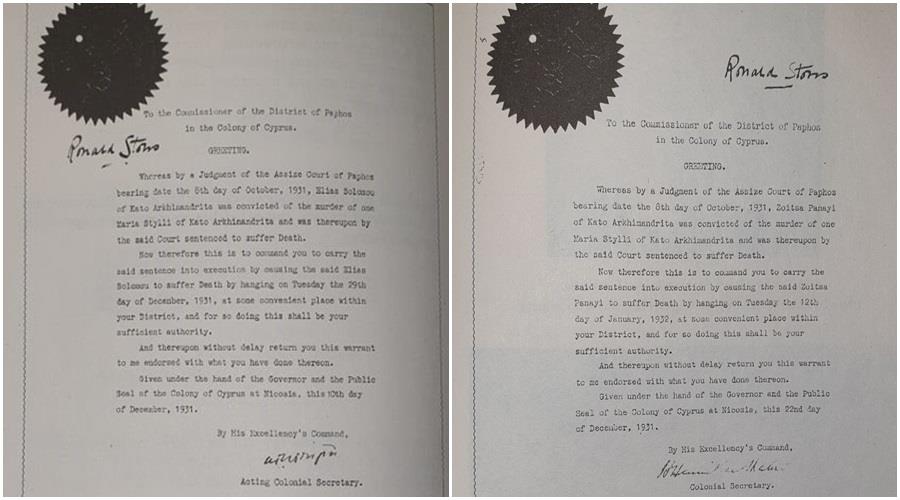 To the Commissioner of the District of Paphos
in the Colony of Cyprus.
Ronald Storrs
GREETING.
Whereas by a Judgment of the Assize Court of Paphos
bearing date the 8th day of October, 1931, Elias Solomou
of Kato Arkhimandrita was convicted of the murder of one
Maria Stylli of Kato Arkhimandrita and was thereupon by
the said Court sentenced to suffer Death.
Now therefore this is to command you to carry the
said sentence into execution by causing the said Elias
Solomou to suffer Death by hanging on Tuesday the 29th
day of December, 1931, at some convenient place within
your District, and for so doing this shall be your
sufficient authority.
And thereupon without delay return you this warrant
to me endorsed with what you have done thereon.
Given under the hand of the Governor and the Public
Seal of the Colony of Cyprus at Nicosia, this 10th day
of December, 1931.
By His Excellency's Command,
Acting Colonial Secretary.
Ronald Storrs
To the Commissioner of the District of Paphos
in the Colony of Cyprus.
GREETING.
Whereas by a Judgment of the Assize Court of Paphos
bearing date the 8th day of October, 1931, Zoitsa Panayi
of Kato Arkhimandrita was convicted of the murder of one
Maria Stylli of Kato Arkhimandrita and was thereupon by
the said Court sentenced to suffer Death.
Now therefore this is to command you to carry the
said sentence into execution by causing the said Zoitsa
Panayi to suffer Death by hanging on Tuesday the 12th
day of January, 1932, at some convenient place within
your District, and for so doing this shall be your
sufficient authority.
And thereupon without delay return you this warrant
to me endorsed with what you have done thereon.
Given under the hand of the Governor and the Public
Seal of the Colony of Cyprus at Nicosia, this 22nd day
of December, 1931.
By His Excellency's Command,
Colonial Secretary.